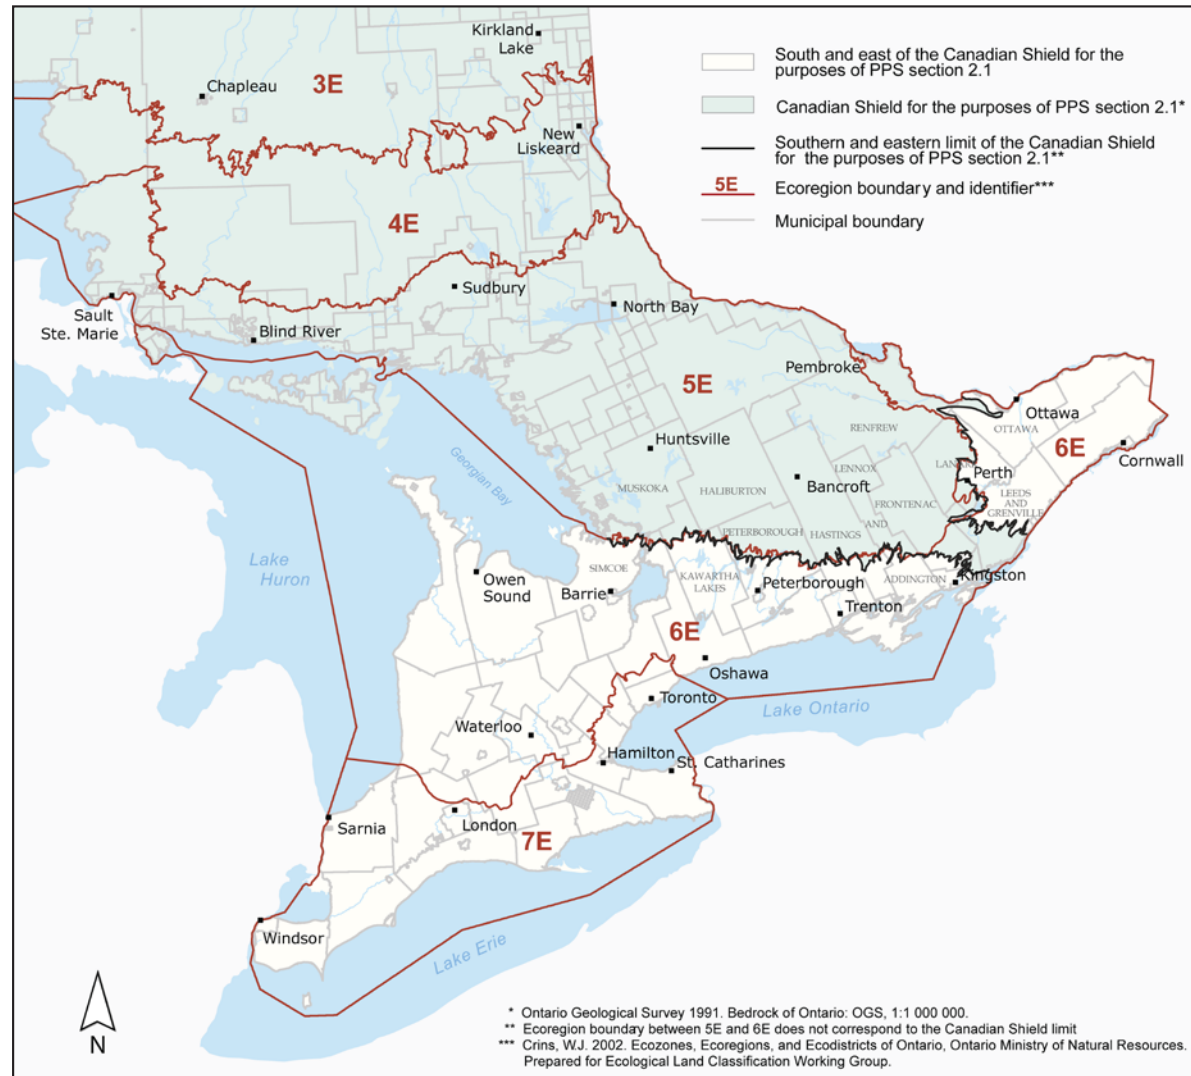 Kirkland
Lake
Chapleau
3E
New
Liskeard
South and east of the Canadian Shield for the
purposes of PPS section 2.1
Canadian Shield for the purposes of PPS section 2.1*
Southern and eastern limit of the Canadian Shield
for the purposes of PPS section 2.1**
5E
Ecoregion boundary and identifier***
Municipal boundary
4E
Sudbury
North Bay
Sault
Ste. Marie
Blind River
Pembroke
5E
Ottawa
OTTAWA
RENFREW
6E
Cornwall
Huntsville
Georgian Bay
LENNOX
LANARK
Perth
Bancroft
MUSKOKA
HALIBURTON
FRONTENAC
LEEDS
AND
GRENVILLE
PETERBOROUGH
HASTINGS
AND
Lake
Huron
SIMCOE
Owen
Sound
Barrie
KAWARTHA
LAKES
Peterborough
ADDINGTON
Kingston
Trenton
6E
Oshawa
Toronto
Lake Ontario
Waterloo
Hamilton
St. Catharines
Sarnia
London
7E
Windsor
Lake Erie
N
* Ontario Geological Survey 1991. Bedrock of Ontario: OGS, 1:1 000 000.
** Ecoregion bounday between 5E and 6E does not correspond to the Canadian Shield limit
*** Crins, W.J. 2002. Ecozones, Ecoregions, and Ecodistricts of Ontario, Ontario Ministry of Natural Resources.
Prepared for Ecological Land Classification Working Group.